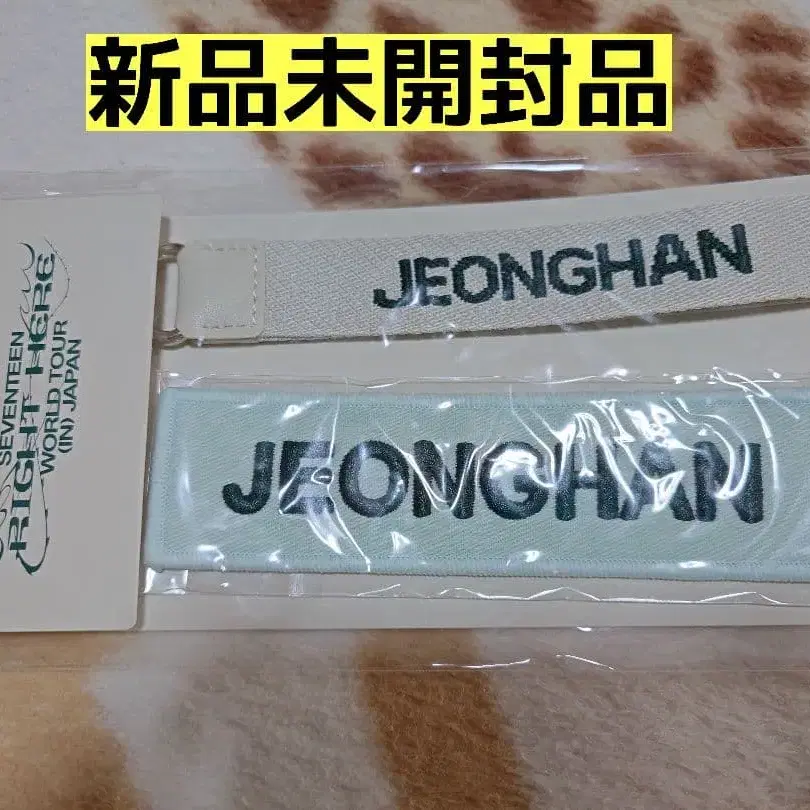 新品未開封品
JEONGHAN
JEONGHAN
SEVENTEEN
RIGHT HERE
WORLD TOUR
(IN) JAPAN